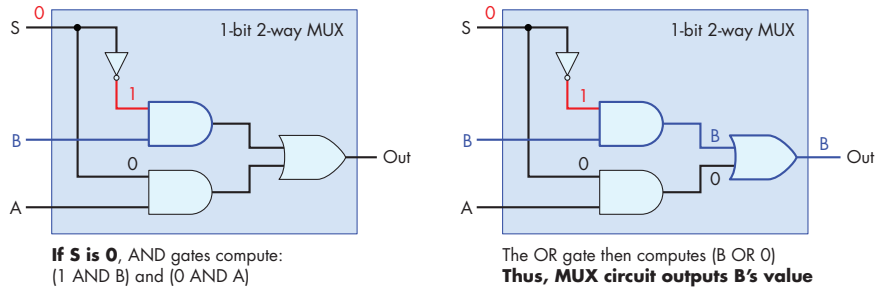 0
S
1-bit 2-way MUX
1
B
0
Out
A
If S is 0, AND gates compute:
(1 AND B) and (0 AND A)
0
S
1-bit 2-way MUX
1
B
B
B
0
Out
0
A
The OR gate then computes (B OR 0)
Thus, MUX circuit outputs B's value